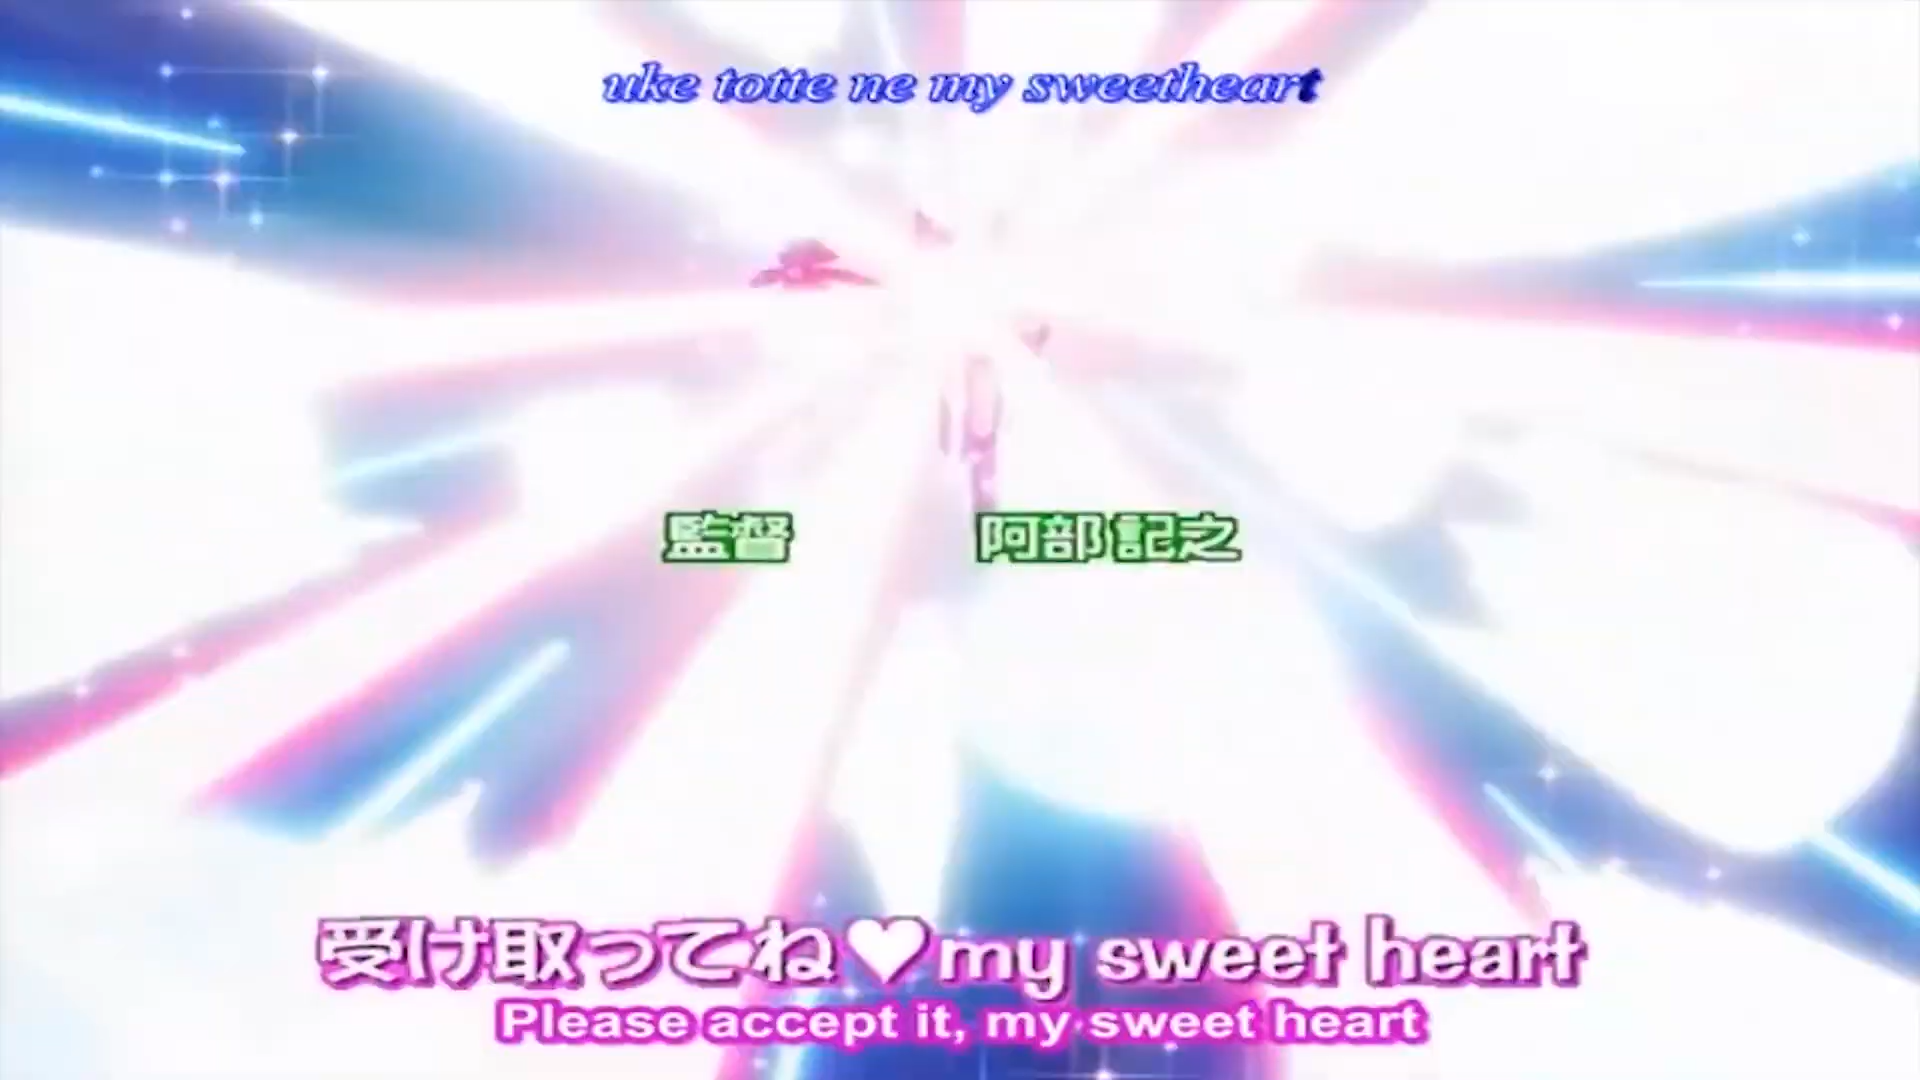 uke totte ne my sweetheart
監督 阿部 記之
受け取ってね♥my sweet heart
Please accept it, my sweet heart